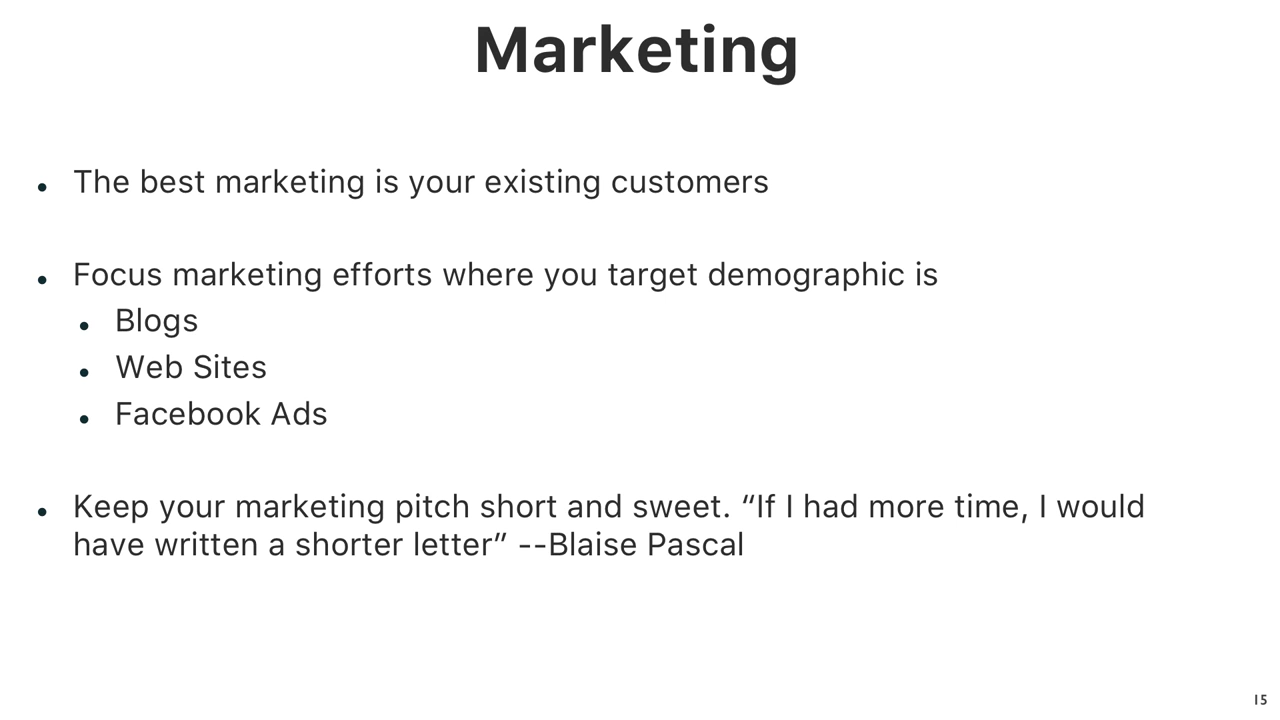 Marketing
• The best marketing is your existing customers
• Focus marketing efforts where you target demographic is
• Blogs
• Web Sites
• Facebook Ads
• Keep your marketing pitch short and sweet. “If I had more time, I would
have written a shorter letter” --Blaise Pascal
15